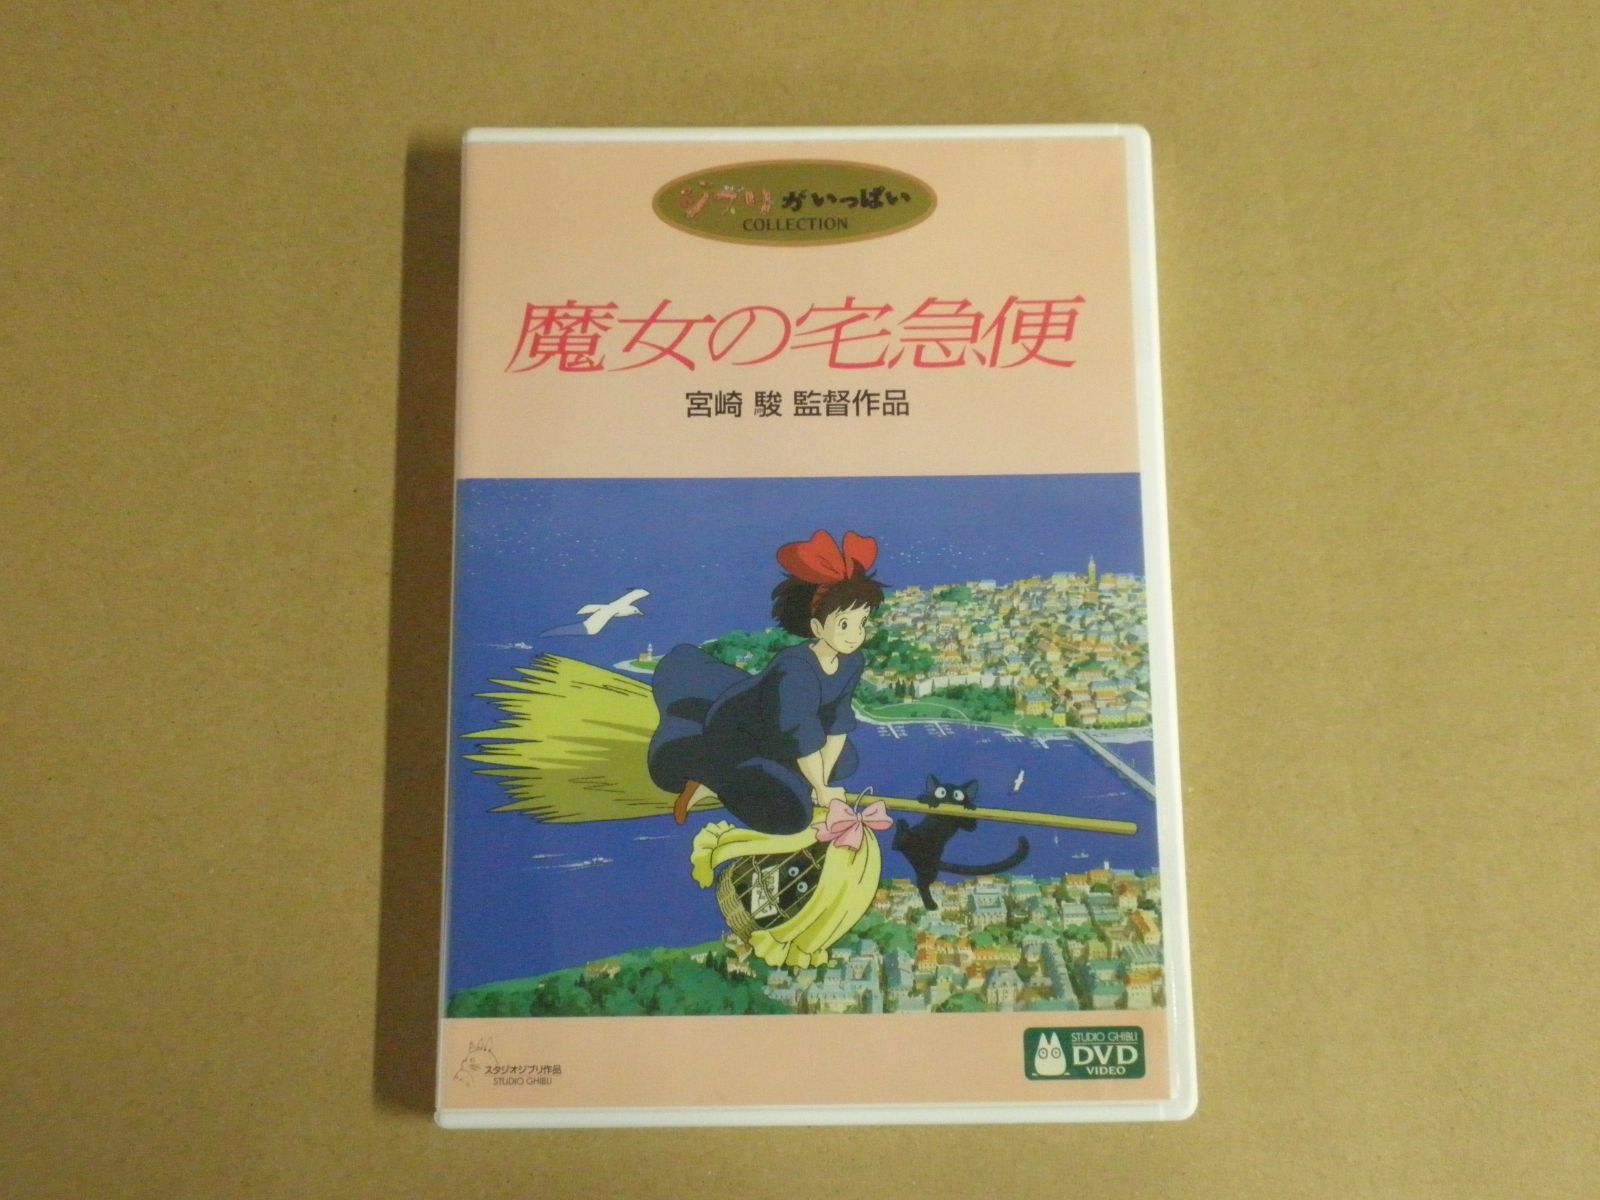 ジブリがいっぱい
COLLECTION
魔女の宅急便
宮崎 駿 監督作品
スタジオジブリ作品
STUDIO GHIBLI
STUDIO GHIBLI
DVD
VIDEO